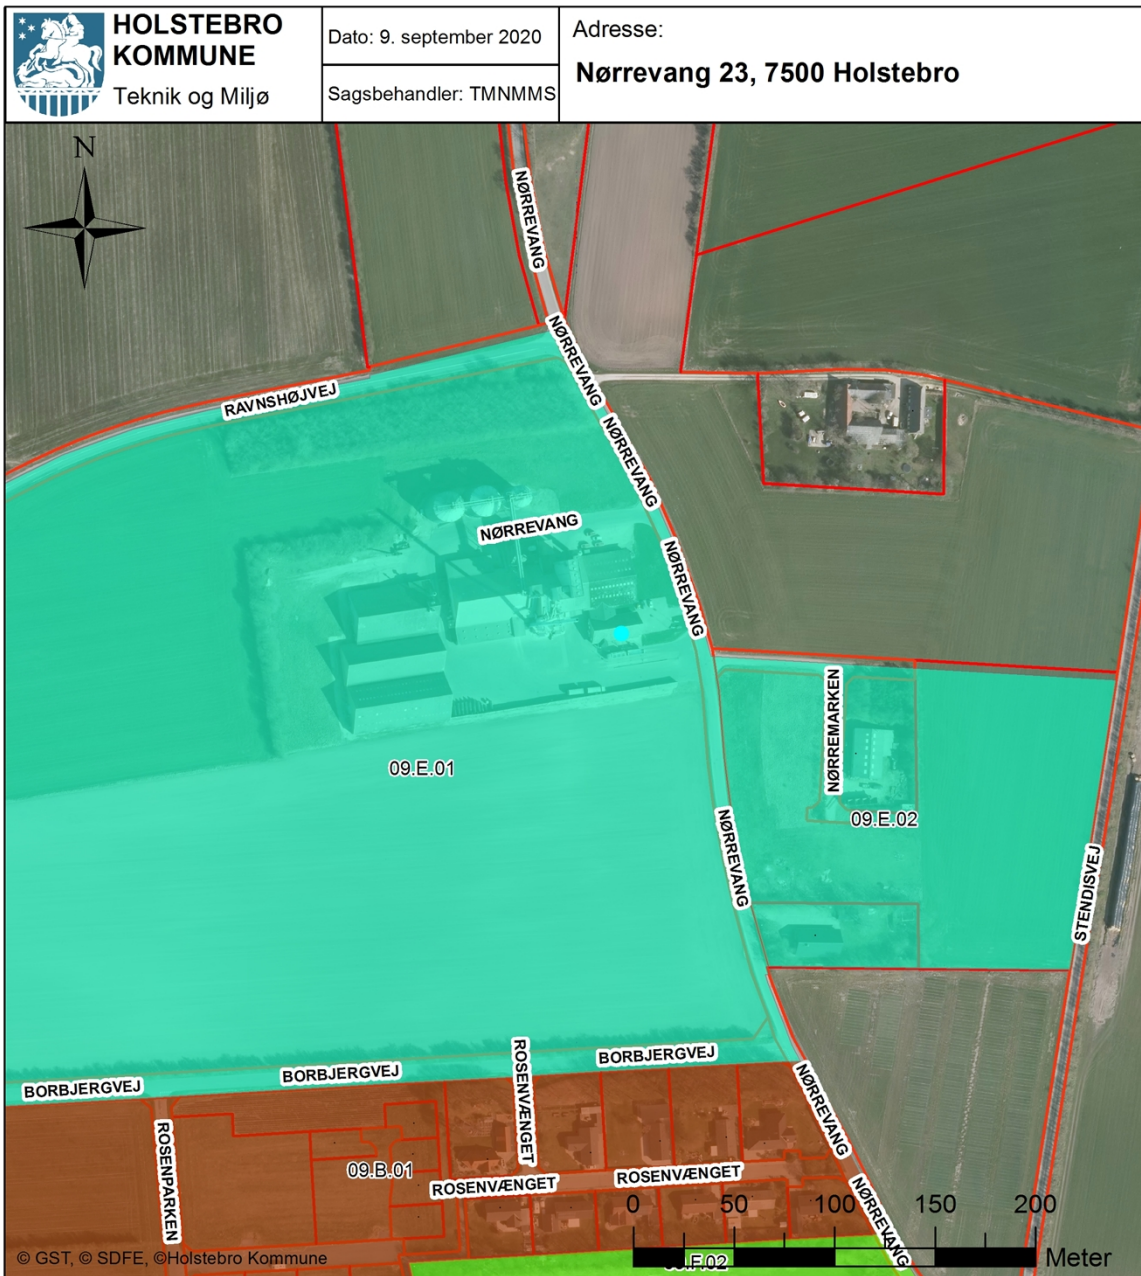 HOLSTEBRO
KOMMUNE
Teknik og Miljø
Dato: 9. september 2020
Sagsbehandler: TMNMMS
Adresse:
Nørrevang 23, 7500 Holstebro
N
NØRREVANG
NØRREVANG
RAVNSHØJVEJ
NØRREVANG
NØRREVANG
NØRREVANG
NØRREMARKEN
09.E.01
09.E.02
NØRREVANG
STENDISVEJ
BORBJERGVEJ
BORBJERGVEJ
BORBJERGVEJ
ROSENVÆNGET
NØRREVANG
ROSENPARKEN
09.B.01
ROSENVÆNGET
ROSENVÆNGET
NØRREVANG
0 50 100 150 200
Meter
© GST, © SDFE, ©Holstebro Kommune